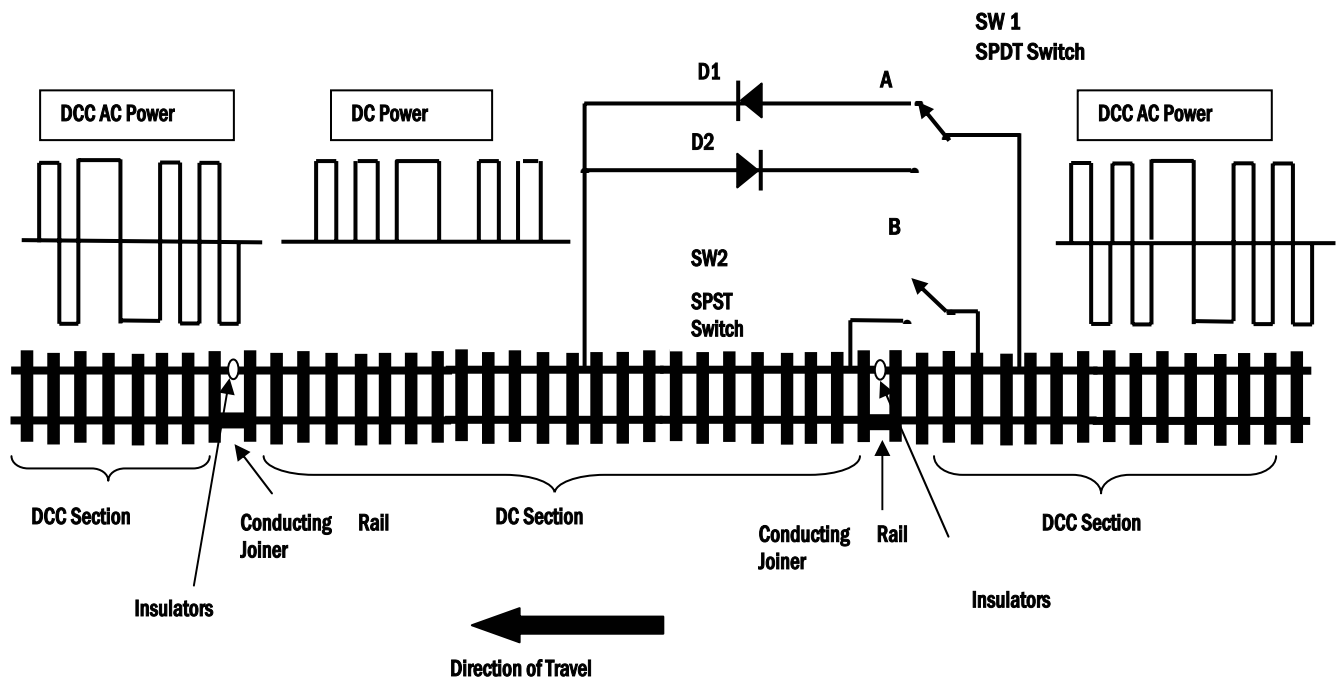 SW 1
SPDT Switch
D1
A
DCC AC Power
DC Power
DCC AC Power
D2
B
SW2
SPST
Switch
DCC Section
Conducting Rail
Joiner
DC Section
Conducting Rail
Joiner
DCC Section
Insulators
Insulators
Direction of Travel